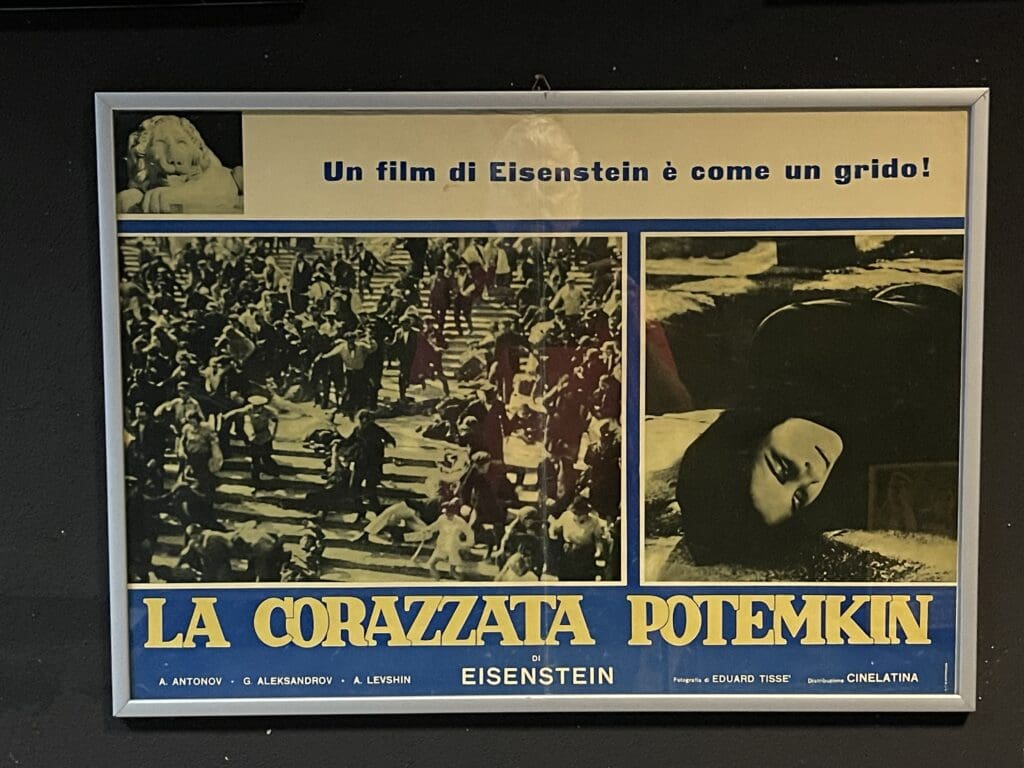 Un film di Eisenstein è come un grido!
LA CORAZZATA POTEMKIN
DI
EISENSTEIN
A. ANTONOV · G. ALEKSANDROV · A. LEVSHIN
Fotografia di EDUARD TISSE'
Distribuzione CINELATINA